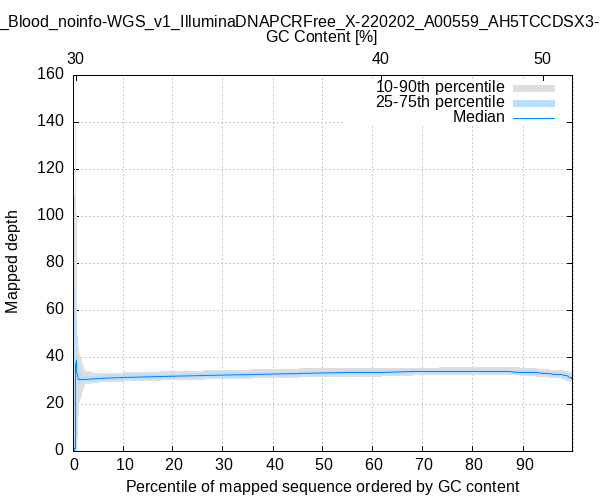 _Blood_noinfo-WGS_v1_IlluminaDNAPCRFree_X-220202_A00559_AH5TCCDSX3-
GC Content [%]
30 40 50
160
10-90th percentile
25-75th percentile
Median
140
120
100
80
60
40
20
0
Mapped depth
0 10 20 30 40 50 60 70 80 90
Percentile of mapped sequence ordered by GC content